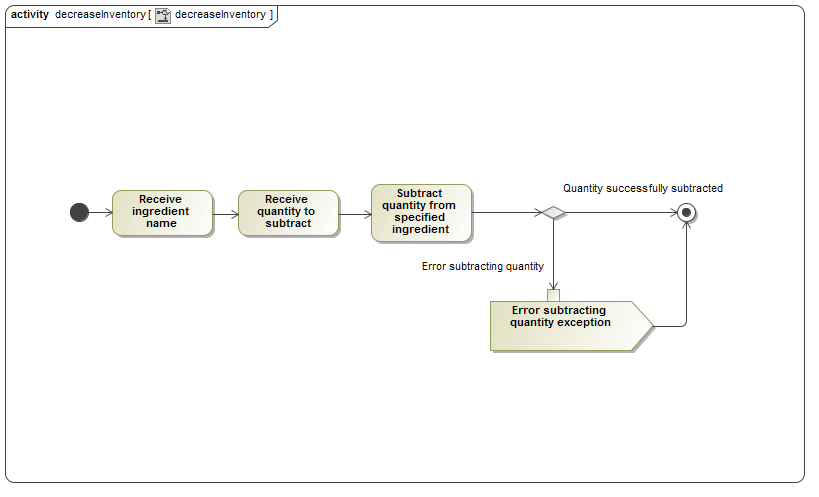 activity decreaseInventory [ decreaseInventory ]
Receive
ingredient
name
Receive
quantity to
subtract
Subtract
quantity from
specified
ingredient
Quantity successfully subtracted
Error subtracting quantity
Error subtracting
quantity exception